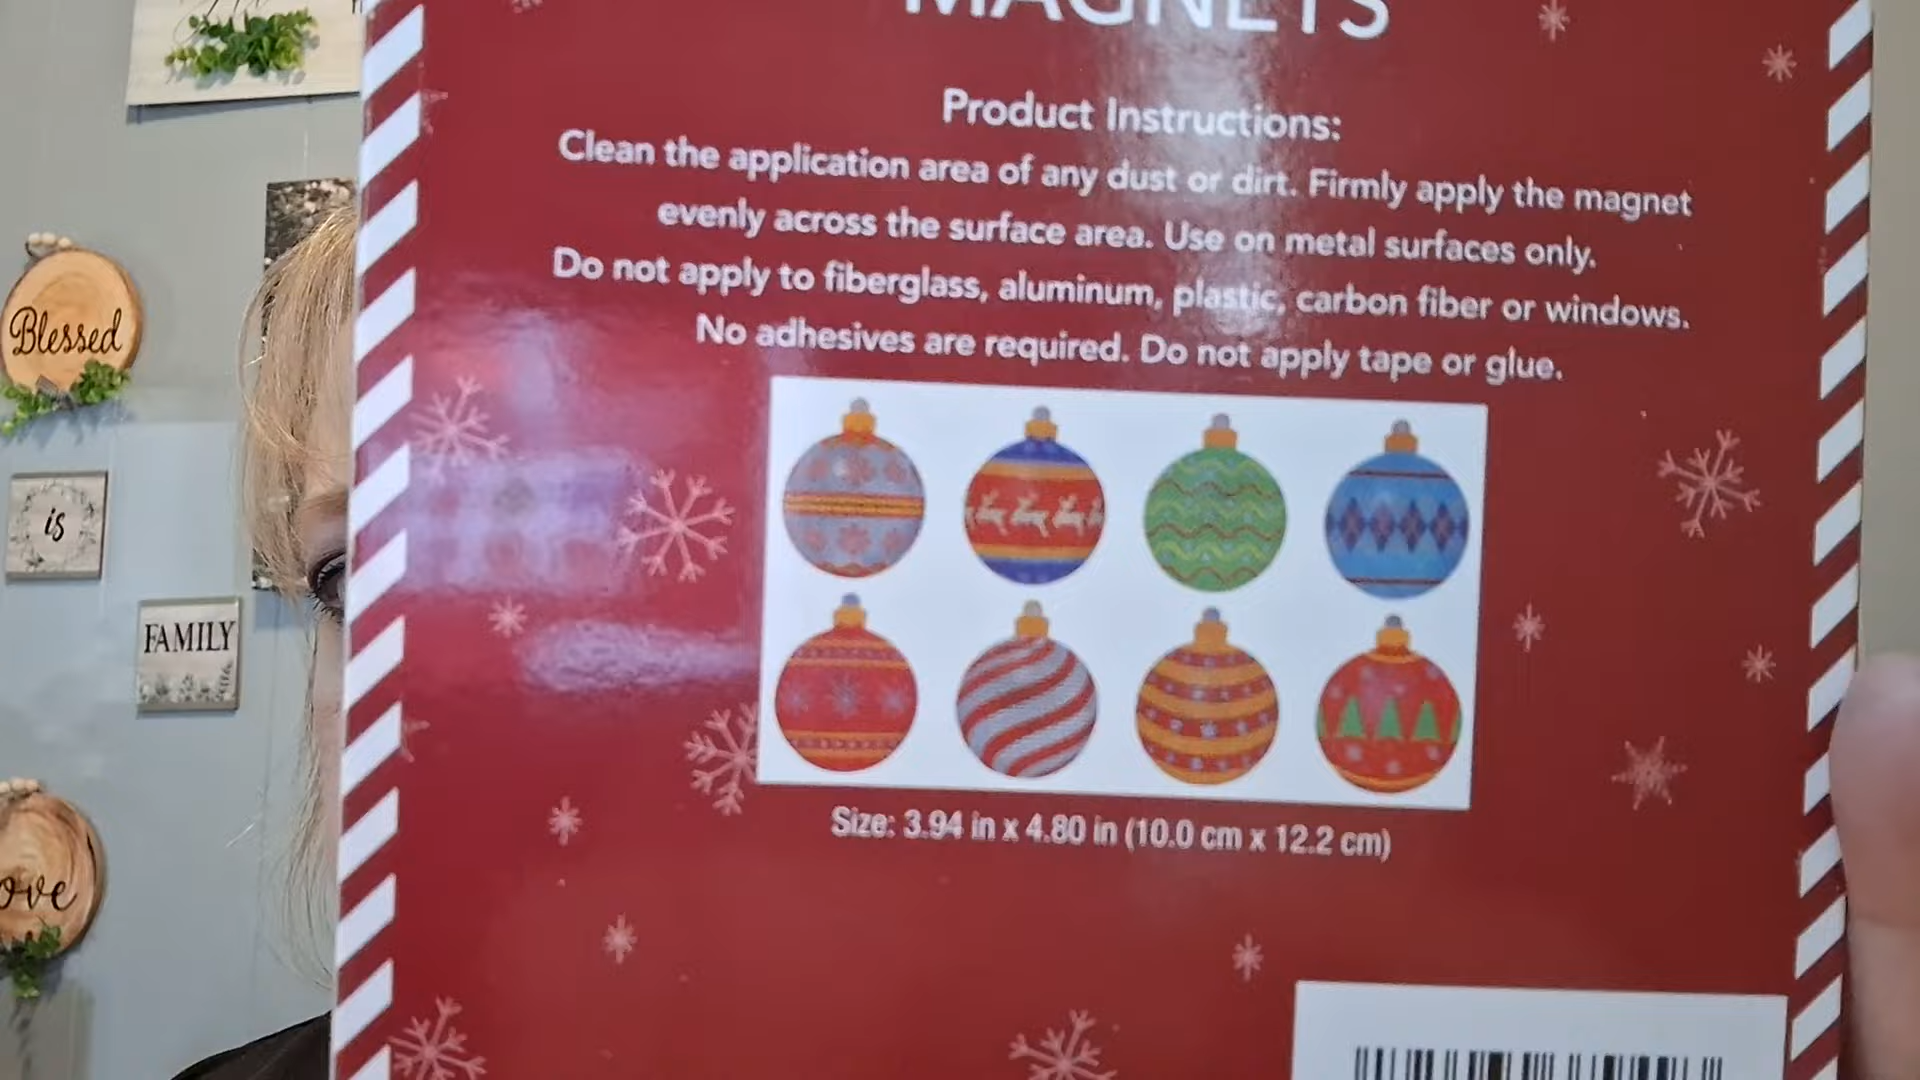 MAGNETS
Product Instructions:
Clean the application area of any dust or dirt. Firmly apply the magnet
evenly across the surface area. Use on metal surfaces only.
Do not apply to fiberglass, aluminum, plastic, carbon fiber or windows.
No adhesives are required. Do not apply tape or glue.
Size: 3.94 in x 4.80 in (10.0 cm x 12.2 cm)
Blessed
is
FAMILY
ove